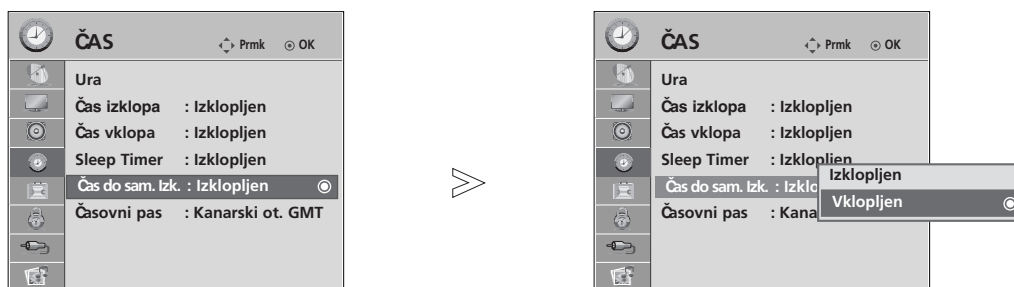 ČAS Prmk OK
Ura
Čas izklopa : Izklopljen
Čas vklopa : Izklopljen
Sleep Timer : Izklopljen
Čas do sam. Izk. : Izklopljen
Časovni pas : Kanarski ot. GMT
ČAS Prmk OK
Ura
Čas izklopa : Izklopljen
Čas vklopa : Izklopljen
Sleep Timer : Izklopljen
Čas do sam. Izk. : Izklo
Časovni pas : Kana
Izklopljen
Vklopljen